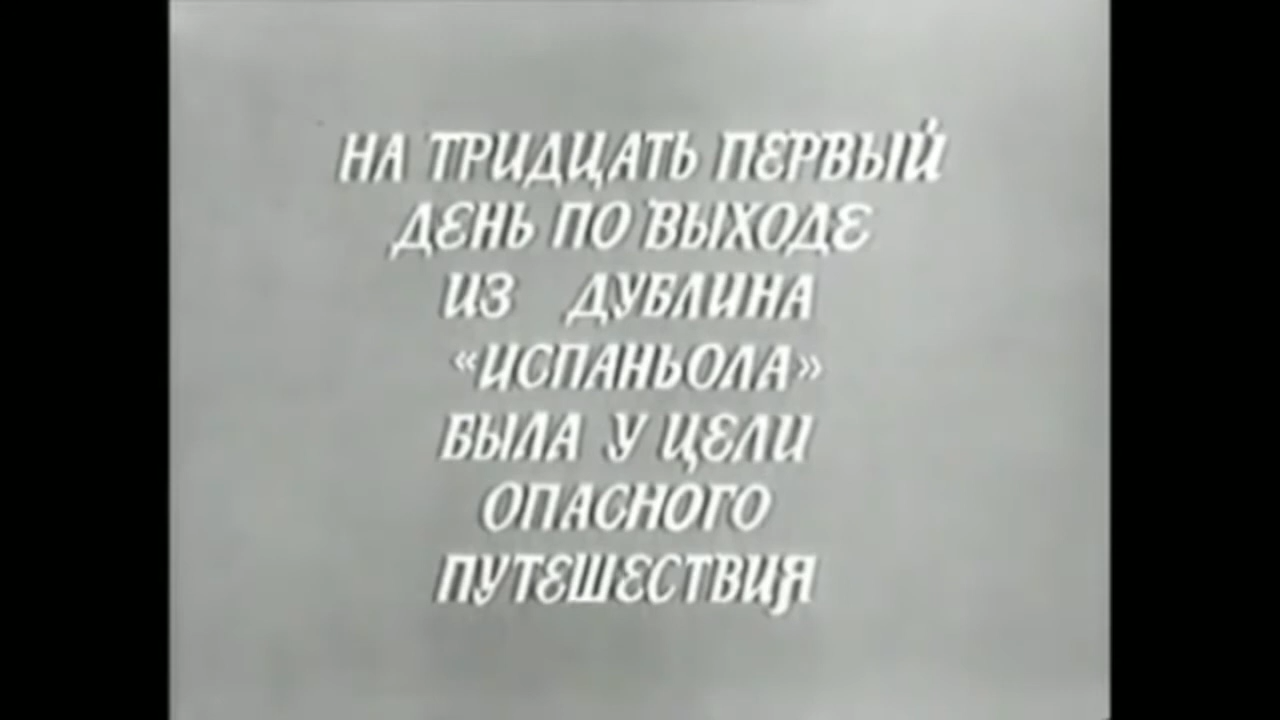 НА ТРИДЦАТЬ ПЕРВЫЙ
ДЕНЬ ПО ВЫХОДЕ
ИЗ ДУБЛИНА
«ИСПАНЬОЛА»
БЫЛА У ЦЕЛИ
ОПАСНОГО
ПУТЕШЕСТВИЯ